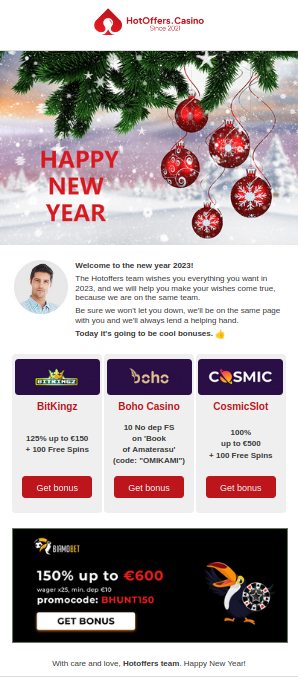 HotOffers.Casino
Since 2021
HAPPY
NEW
YEAR
Welcome to the new year 2023!
The Hotoffers team wishes you everything you want in
2023, and we will help you make your wishes come true,
because we are on the same team.
Be sure we won't let you down, we'll be on the same page
with you and we'll always lend a helping hand.
Today it's going to be cool bonuses. 👍
BITKINGZ
BitKingz
125% up to €150
+ 100 Free Spins
Get bonus
boho
Boho Casino
10 No dep FS
on 'Book
of Amaterasu'
(code: "OMIKAMI")
Get bonus
COSMIC
CosmicSlot
100%
up to €500
+ 100 Free Spins
Get bonus
BIAMOBET
150% up to €600
wager x25, min. dep €10
promocode: BHUNT150
GET BONUS
With care and love, Hotoffers team. Happy New Year!